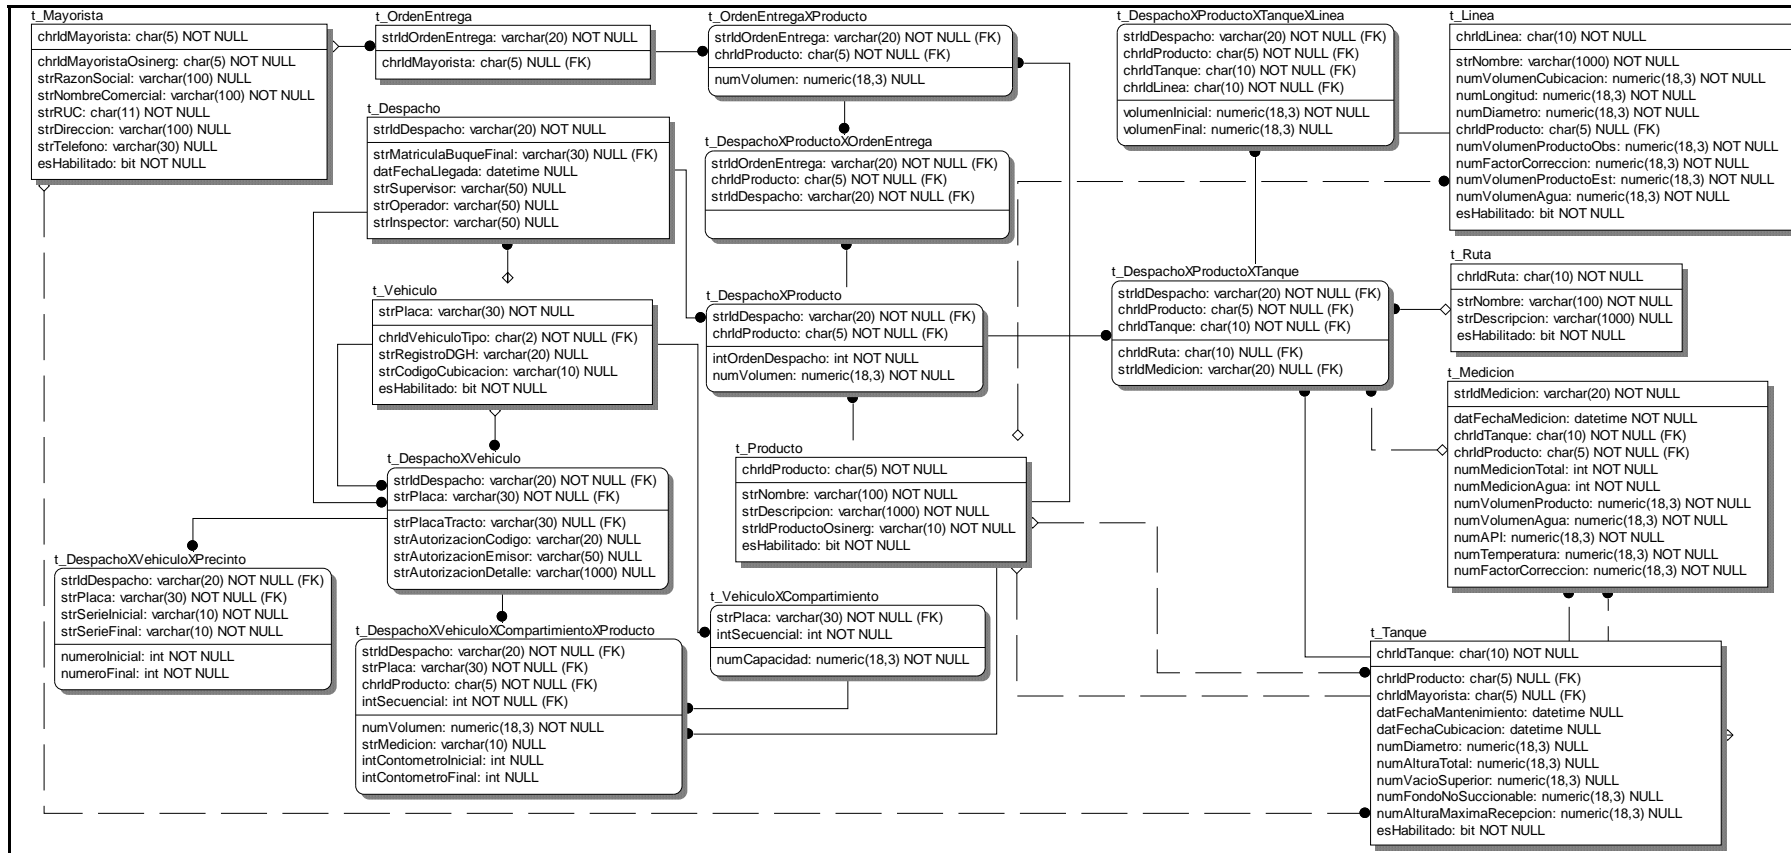 t_Mayorista
chrIdMayorista: char(5) NOT NULL
chrIdMayoristaOsinerg: char(5) NOT NULL
strRazonSocial: varchar(100) NULL
strNombreComercial: varchar(100) NOT NULL
strRUC: char(11) NOT NULL
strDireccion: varchar(100) NULL
strTelefono: varchar(30) NULL
esHabilitado: bit NOT NULL
t_OrdenEntrega
strIdOrdenEntrega: varchar(20) NOT NULL
chrIdMayorista: char(5) NULL (FK)
t_OrdenEntregaXProducto
strIdOrdenEntrega: varchar(20) NOT NULL (FK)
chrIdProducto: char(5) NOT NULL (FK)
numVolumen: numeric(18,3) NULL
t_DespachoXProductoXTanqueXLinea
strIdDespacho: varchar(20) NOT NULL (FK)
chrIdProducto: char(5) NOT NULL (FK)
chrIdTanque: char(10) NOT NULL (FK)
chrIdLinea: char(10) NOT NULL (FK)
volumenInicial: numeric(18,3) NULL
volumenFinal: numeric(18,3) NULL
t_Linea
chrIdLinea: char(10) NOT NULL
strNombre: varchar(1000) NOT NULL
numVolumenCubicacion: numeric(18,3) NOT NULL
numLongitud: numeric(18,3) NOT NULL
numDiametro: numeric(18,3) NOT NULL
chrIdProducto: char(5) NULL (FK)
numVolumenProductoObs: numeric(18,3) NOT NULL
numFactorCorreccion: numeric(18,3) NOT NULL
numVolumenProductoEst: numeric(18,3) NOT NULL
numVolumenAgua: numeric(18,3) NOT NULL
esHabilitado: bit NOT NULL
t_Despacho
strIdDespacho: varchar(20) NOT NULL
strMatriculaBuqueFinal: varchar(30) NULL (FK)
datFechaLlegada: datetime NULL
strSupervisor: varchar(50) NULL
strOperador: varchar(50) NULL
strInspector: varchar(50) NULL
t_DespachoXProductoXOrdenEntrega
strIdOrdenEntrega: varchar(20) NOT NULL (FK)
chrIdProducto: char(5) NOT NULL (FK)
strIdDespacho: varchar(20) NOT NULL (FK)
t_Vehiculo
strPlaca: varchar(30) NOT NULL
chrIdVehiculoTipo: char(2) NOT NULL (FK)
strRegistroDGH: varchar(20) NULL
strCodigoCubicacion: varchar(10) NULL
esHabilitado: bit NOT NULL
t_DespachoXProducto
strIdDespacho: varchar(20) NOT NULL (FK)
chrIdProducto: char(5) NOT NULL (FK)
intOrdenDespacho: int NOT NULL
numVolumen: numeric(18,3) NOT NULL
t_DespachoXProductoXTanque
strIdDespacho: varchar(20) NOT NULL (FK)
chrIdProducto: char(5) NOT NULL (FK)
chrIdTanque: char(10) NOT NULL (FK)
chrIdRuta: char(10) NULL (FK)
strIdMedicion: varchar(20) NULL (FK)
t_Ruta
chrIdRuta: char(10) NOT NULL
strNombre: varchar(100) NOT NULL
strDescripcion: varchar(1000) NULL
esHabilitado: bit NOT NULL
t_Medicion
strIdMedicion: varchar(20) NOT NULL
datFechaMedicion: datetime NOT NULL
chrIdTanque: char(10) NOT NULL (FK)
chrIdProducto: char(5) NOT NULL (FK)
numMedicionTotal: int NOT NULL
numMedicionAgua: int NOT NULL
numVolumenProducto: numeric(18,3) NOT NULL
numVolumenAgua: numeric(18,3) NOT NULL
numAPI: numeric(18,3) NOT NULL
numTemperatura: numeric(18,3) NOT NULL
numFactorCorreccion: numeric(18,3) NOT NULL
t_DespachoXVehiculo
strIdDespacho: varchar(20) NOT NULL (FK)
strPlaca: varchar(30) NOT NULL (FK)
strPlacaTracto: varchar(30) NULL (FK)
strAutorizacionCodigo: varchar(20) NULL
strAutorizacionEmisor: varchar(50) NULL
strAutorizacionDetalle: varchar(1000) NULL
t_Producto
chrIdProducto: char(5) NOT NULL
strNombre: varchar(100) NOT NULL
strDescripcion: varchar(1000) NULL
strIdProductoOsinerg: varchar(10) NOT NULL
esHabilitado: bit NOT NULL
t_DespachoXVehiculoXPrecinto
strIdDespacho: varchar(20) NOT NULL (FK)
strPlaca: varchar(30) NOT NULL (FK)
strSerieInicial: varchar(10) NOT NULL
strSerieFinal: varchar(10) NOT NULL
numeroInicial: int NOT NULL
numeroFinal: int NOT NULL
t_DespachoXVehiculoXCompartimientoXProducto
strIdDespacho: varchar(20) NOT NULL (FK)
strPlaca: varchar(30) NOT NULL (FK)
chrIdProducto: char(5) NOT NULL (FK)
intSecuencial: int NOT NULL (FK)
numVolumen: numeric(18,3) NOT NULL
strMedicion: varchar(10) NULL
intContometroInicial: int NULL
intContometroFinal: int NULL
t_VehiculoXCompartimiento
strPlaca: varchar(30) NOT NULL (FK)
intSecuencial: int NOT NULL
numCapacidad: numeric(18,3) NOT NULL
t_Tanque
chrIdTanque: char(10) NOT NULL
chrIdProducto: char(5) NULL (FK)
chrIdMayorista: char(5) NULL (FK)
datFechaMantenimiento: datetime NULL
datFechaCubicacion: datetime NULL
numDiametro: numeric(18,3) NULL
numAlturaTotal: numeric(18,3) NULL
numVacioSuperior: numeric(18,3) NULL
numFondoNoSuccionable: numeric(18,3) NULL
numAlturaMaximaRecepcion: numeric(18,3) NULL
esHabilitado: bit NOT NULL